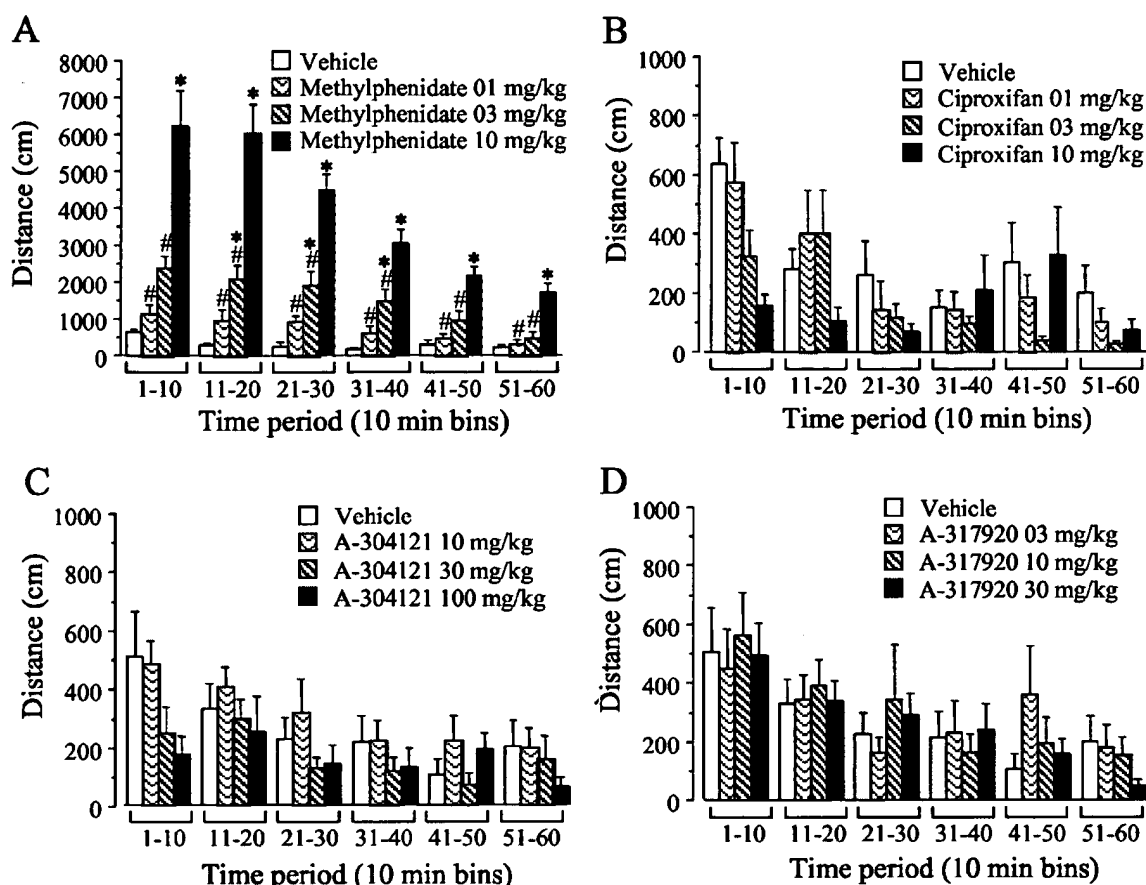 A
Distance (cm)
8000
7000
6000
5000
4000
3000
2000
1000
0
Vehicle
Methylphenidate 01 mg/kg
Methylphenidate 03 mg/kg
Methylphenidate 10 mg/kg
* * * * * *
* * *
# # # # # #
# # # # # #
1-10 11-20 21-30 31-40 41-50 51-60
Time period (10 min bins)
B
Distance (cm)
1000
800
600
400
200
0
Vehicle
Ciproxifan 01 mg/kg
Ciproxifan 03 mg/kg
Ciproxifan 10 mg/kg
1-10 11-20 21-30 31-40 41-50 51-60
Time period (10 min bins)
C
Distance (cm)
1000
800
600
400
200
0
Vehicle
A-304121 10 mg/kg
A-304121 30 mg/kg
A-304121 100 mg/kg
1-10 11-20 21-30 31-40 41-50 51-60
Time period (10 min bins)
D
Distance (cm)
1000
800
600
400
200
0
Vehicle
A-317920 03 mg/kg
A-317920 10 mg/kg
A-317920 30 mg/kg
1-10 11-20 21-30 31-40 41-50 51-60
Time period (10 min bins)